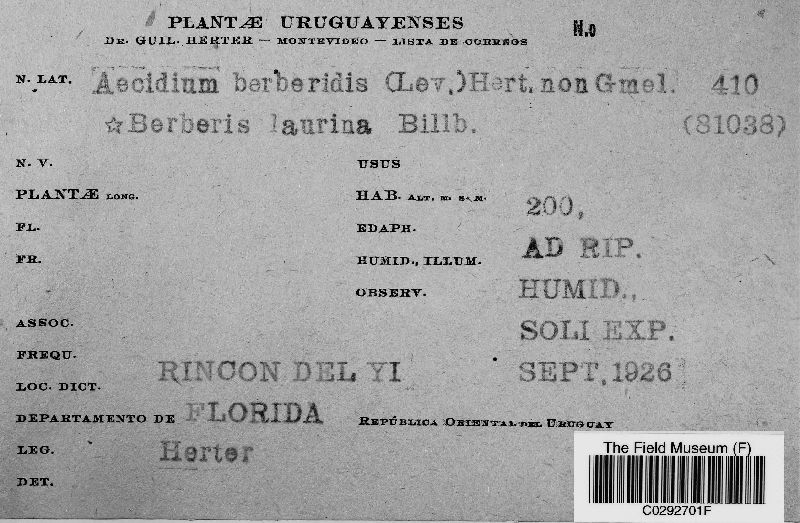 PLANTÆ URUGUAYENSES N.o
DR. GUIL. HERTER — MONTEVIDEO — LISTA DE CORREOS
N. LAT. Aecidium berberidis (Lev.)Hert.non Gmel. 410
☆Berberis laurina Billb. (81038)
N. V. USUS
PLANTÆ LONG. HAB. ALT. M. S. M. 200,
FL. EDAPH. AD RIP.
FR. HUMID., ILLUM. HUMID.,
OBSERV.
ASSOC. SOLI EXP.
FREQU. SEPT.1926
LOC. DICT. RINCON DEL YI
DEPARTAMENTO DE FLORIDA REPÚBLICA ORIENTAL DEL URUGUAY
LEG. Herter
DET.
The Field Museum (F)
C0292701F